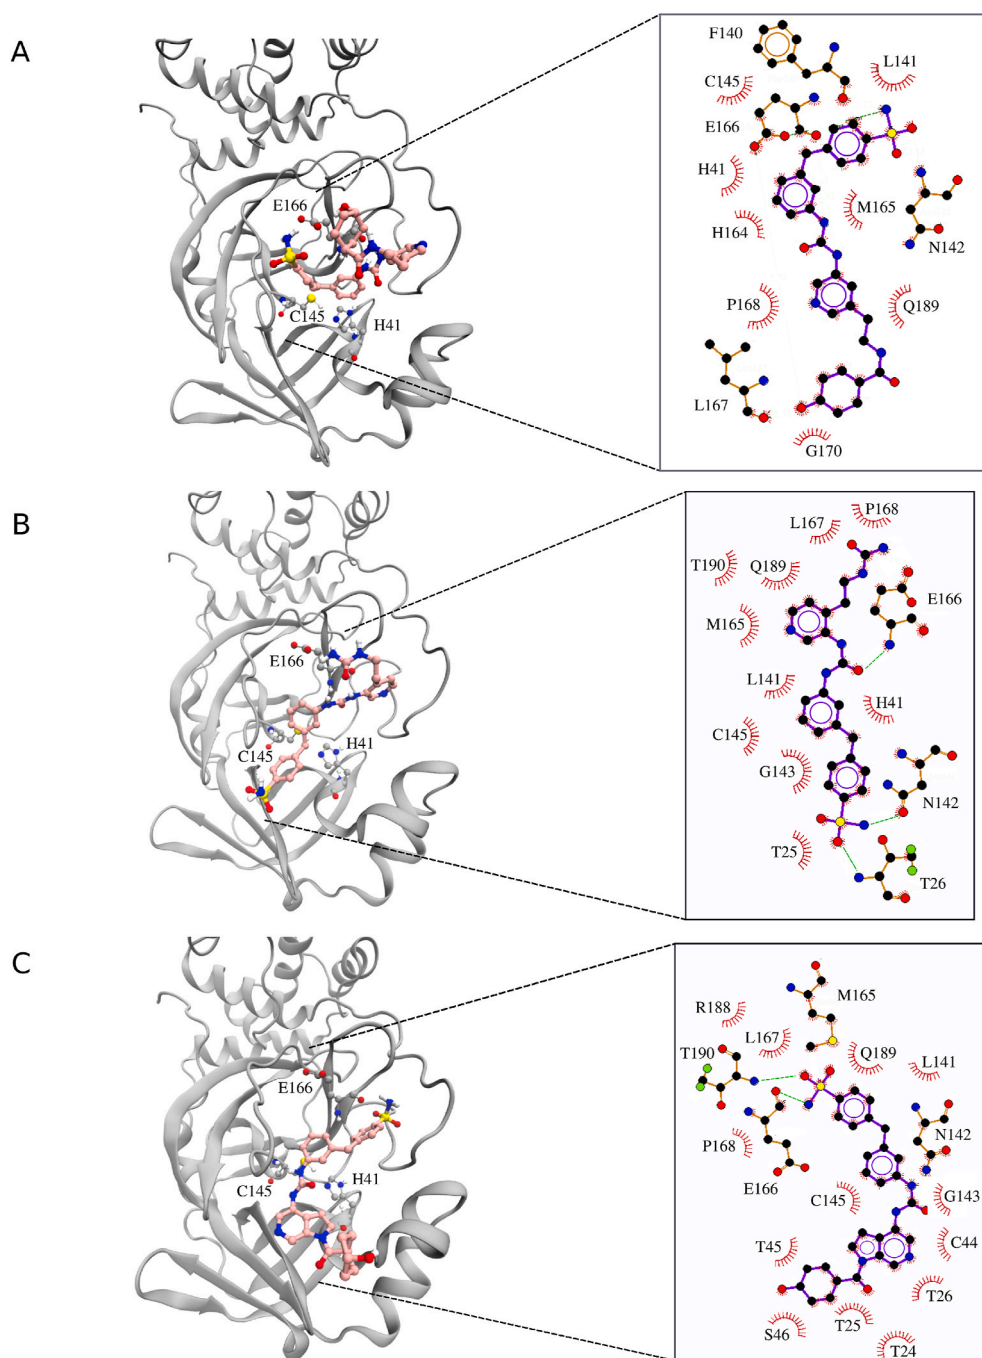 A
F140
L141
C145
E166
H41
M165
H164
N142
P168
Q189
L167
G170
E166
C145
H41
B
P168
L167
T190
Q189
E166
M165
L141
H41
C145
G143
N142
T25
T26
E166
C145
H41
C
M165
R188
L167
T190
Q189
L141
N142
P168
E166
C145
G143
C44
T45
T26
S46
T25
T24
E166
C145
H41